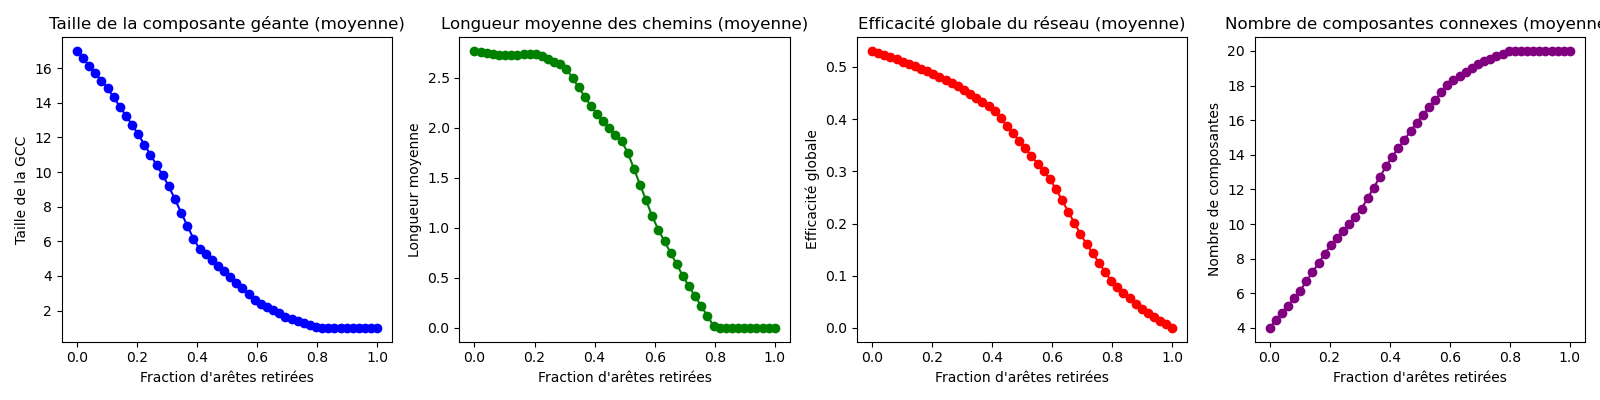 Taille de la composante géante (moyenne)
Taille de la GCC
16
14
12
10
8
6
4
2
0.0 0.2 0.4 0.6 0.8 1.0
Fraction d'arêtes retirées
Longueur moyenne des chemins (moyenne)
Longueur moyenne
2.5
2.0
1.5
1.0
0.5
0.0
0.0 0.2 0.4 0.6 0.8 1.0
Fraction d'arêtes retirées
Efficacité globale du réseau (moyenne)
Efficacité globale
0.5
0.4
0.3
0.2
0.1
0.0
0.0 0.2 0.4 0.6 0.8 1.0
Fraction d'arêtes retirées
Nombre de composantes connexes (moyenne
Nombre de composantes
20
18
16
14
12
10
8
6
4
0.0 0.2 0.4 0.6 0.8 1.0
Fraction d'arêtes retirées